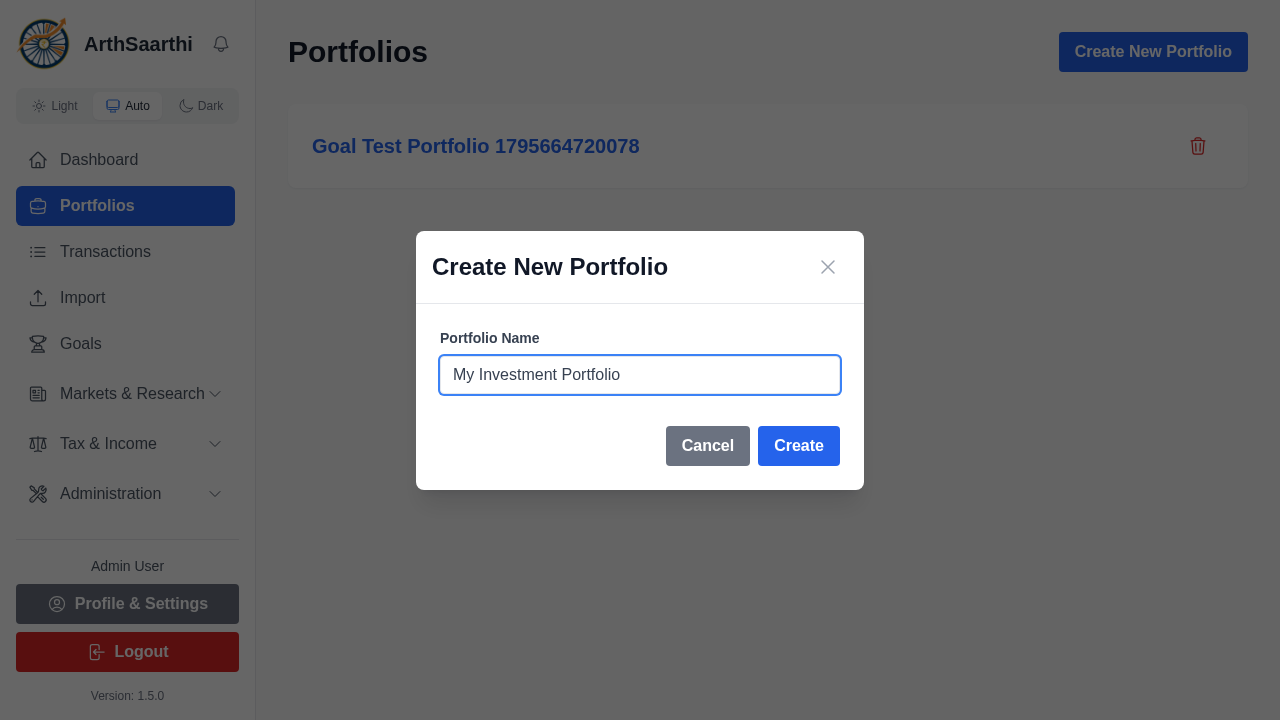 ArthSaarthi
Light
Auto
Dark
Dashboard
Portfolios
Transactions
Import
Goals
Markets & Research
Tax & Income
Administration
Admin User
Profile & Settings
Logout
Version: 1.5.0
Portfolios
Create New Portfolio
Goal Test Portfolio 1795664720078
Create New Portfolio
Portfolio Name
My Investment Portfolio
Cancel
Create